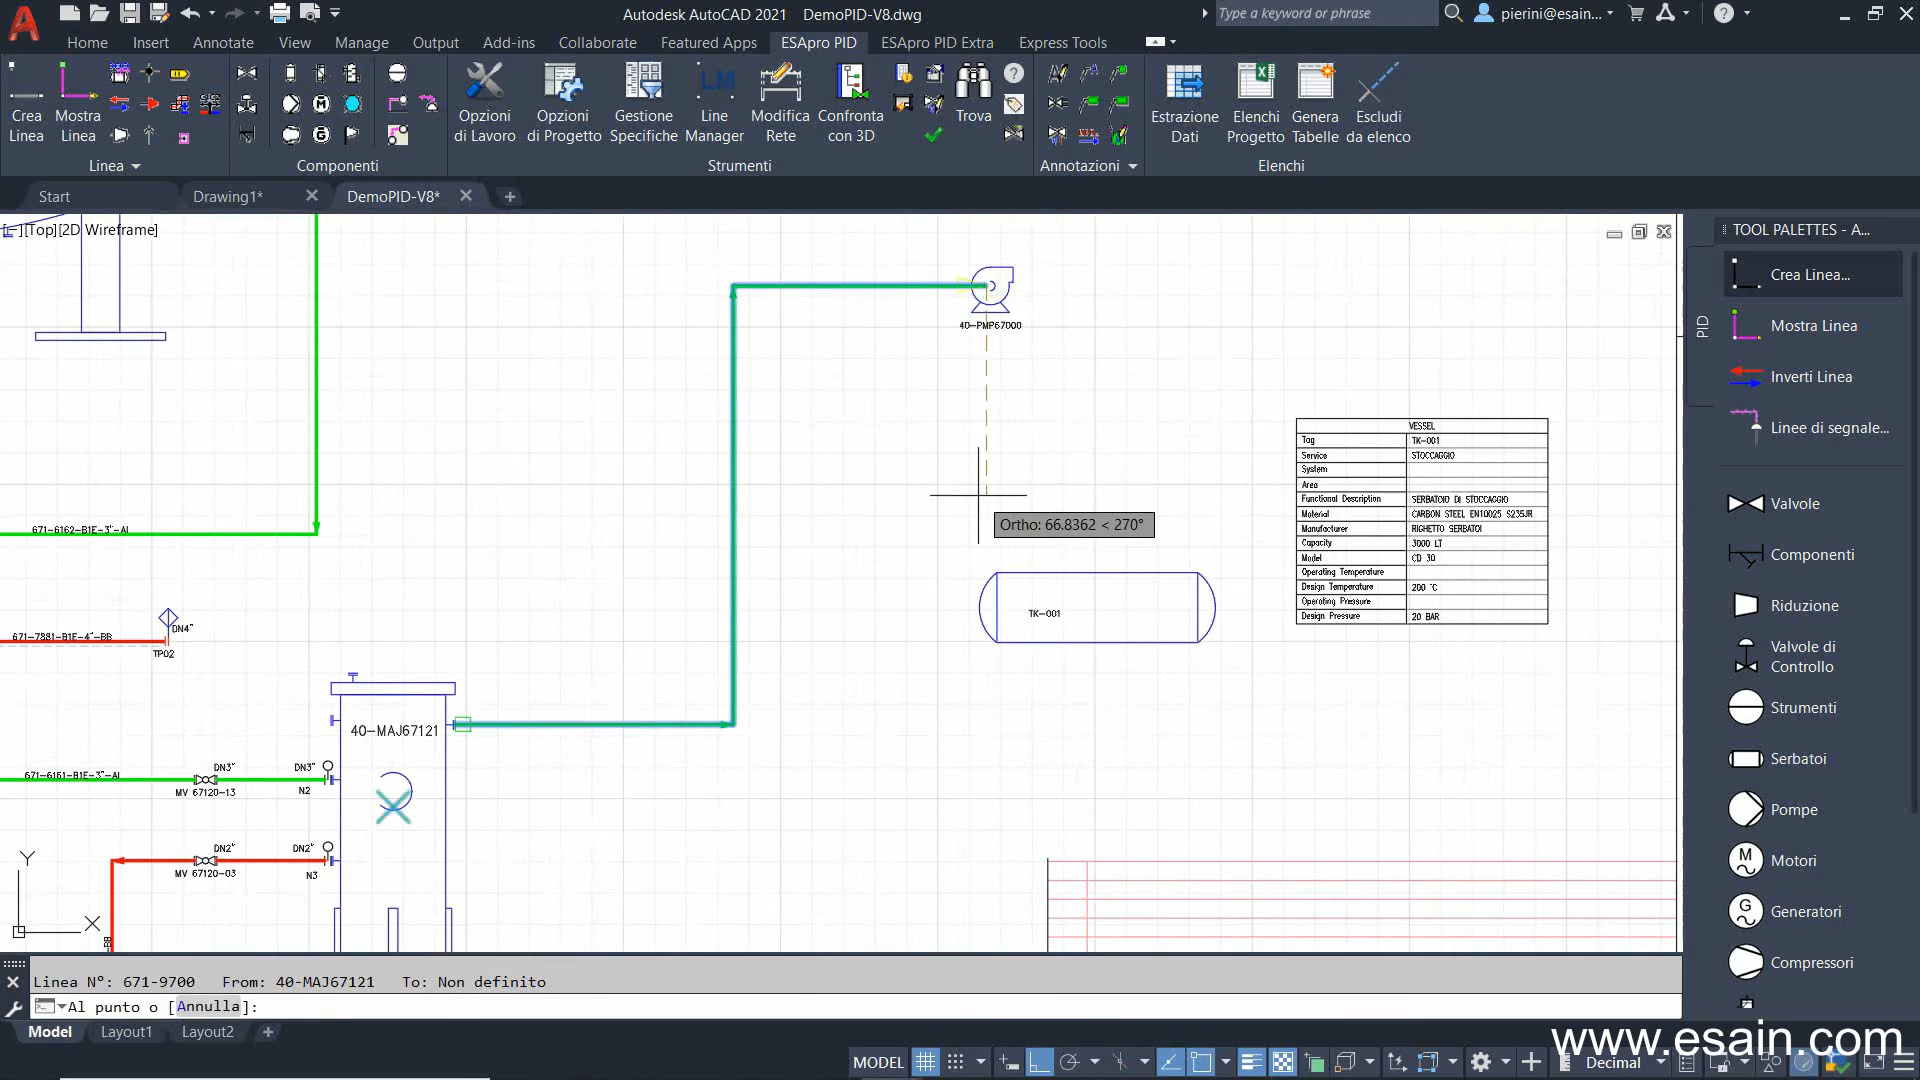 Autodesk AutoCAD 2021 DemoPID-V8.dwg
Type a keyword or phrase
pierini@esain...
Home Insert Annotate View Manage Output Add-ins Collaborate Featured Apps ESApro PID ESApro PID Extra Express Tools
Crea Linea
Mostra Linea
Linea
Componenti
Opzioni di Lavoro
Opzioni di Progetto
Gestione Specifiche
LM
Line Manager
Modifica Rete
Confronta con 3D
Trova
Strumenti
Annotazioni
Estrazione Dati
Elenchi Progetto
Genera Tabelle
Escludi da elenco
Elenchi
Start Drawing1* DemoPID-V8*
[−][Top][2D Wireframe]
40-PMP67000
Ortho: 66.8362 < 270°
TK-001
VESSEL
Tag TK-001
Service STOCCAGGIO
System
Area
Functional Description SERBATOIO DI STOCCAGGIO
Material CARBON STEEL EN10025 S235JR
Manufacturer RIGHETTO SERBATOI
Capacity 3000 LT
Model CD 30
Operating Temperature
Design Temperature 200 °C
Operating Pressure
Design Pressure 20 BAR
671-6162-B1E-3"-AI
671-7881-B1E-4"-BB
DN4"
TP02
40-MAJ67121
671-6161-B1E-3"-AI
DN3"
MV 67120-13
DN3"
N2
DN2"
MV 67120-03
DN2"
N3
-BB
Y
X
TOOL PALETTES - A...
PID
Crea Linea...
Mostra Linea
Inverti Linea
Linee di segnale...
Valvole
Componenti
Riduzione
Valvole di Controllo
Strumenti
Serbatoi
Pompe
M
Motori
G
Generatori
Compressori
Linea N°: 671-9700 From: 40-MAJ67121 To: Non definito
Al punto o [Annulla]:
Model Layout1 Layout2
MODEL
Decimal
www.esain.com